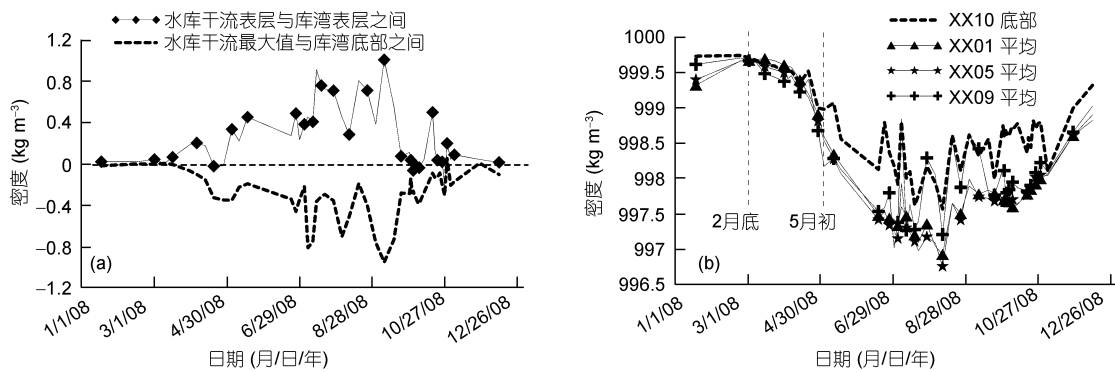 水库干流表层与库湾表层之间
水库干流最大值与库湾底部之间
1.2
0.8
0.4
0
−0.4
−0.8
−1.2
密度 (kg m−3)
(a)
1/1/08
3/1/08
4/30/08
6/29/08
8/28/08
10/27/08
12/26/08
日期 (月/日/年)
XX10 底部
XX01 平均
XX05 平均
XX09 平均
1000
999.5
999
998.5
998
997.5
997
996.5
密度 (kg m−3)
2月底
5月初
(b)
1/1/08
3/1/08
4/30/08
6/29/08
8/28/08
10/27/08
12/26/08
日期 (月/日/年)